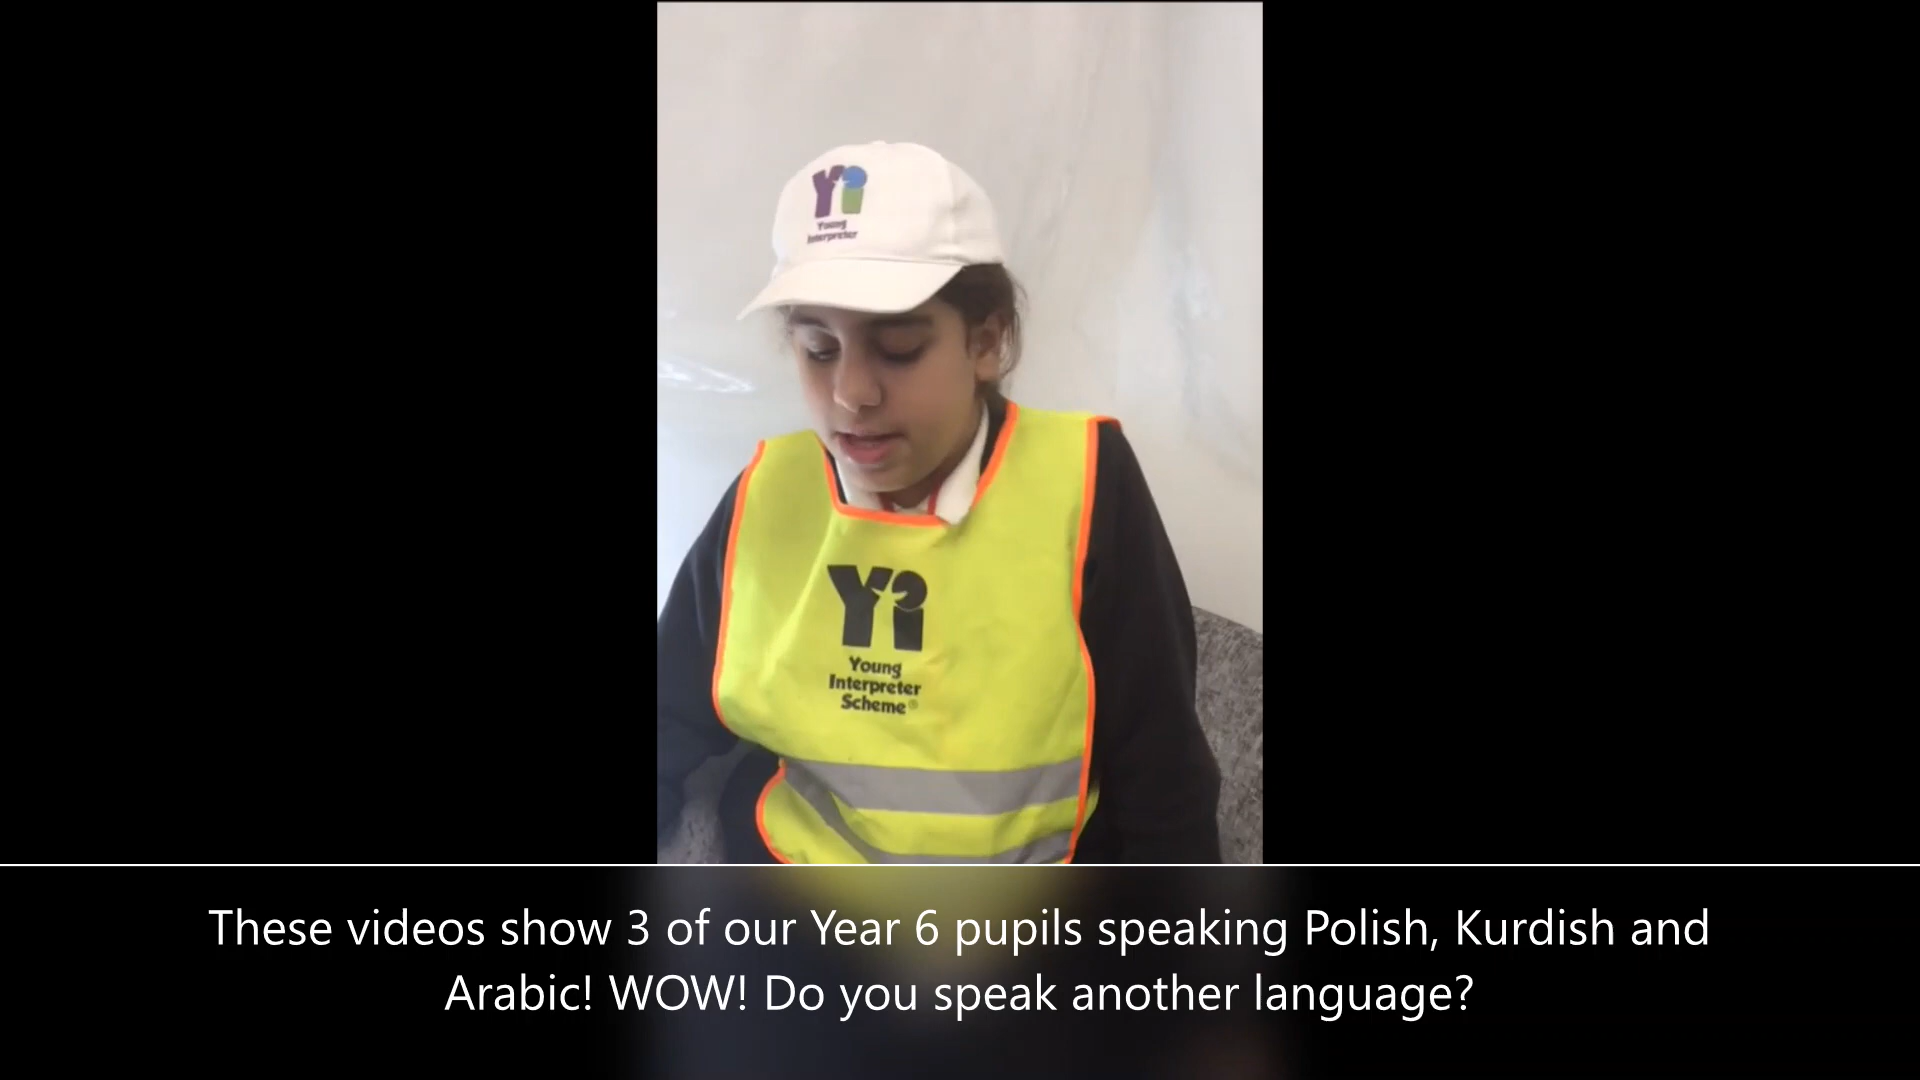 Yi
Young
Interpreter
Yi
Young
Interpreter
Scheme®
These videos show 3 of our Year 6 pupils speaking Polish, Kurdish and
Arabic! WOW! Do you speak another language?